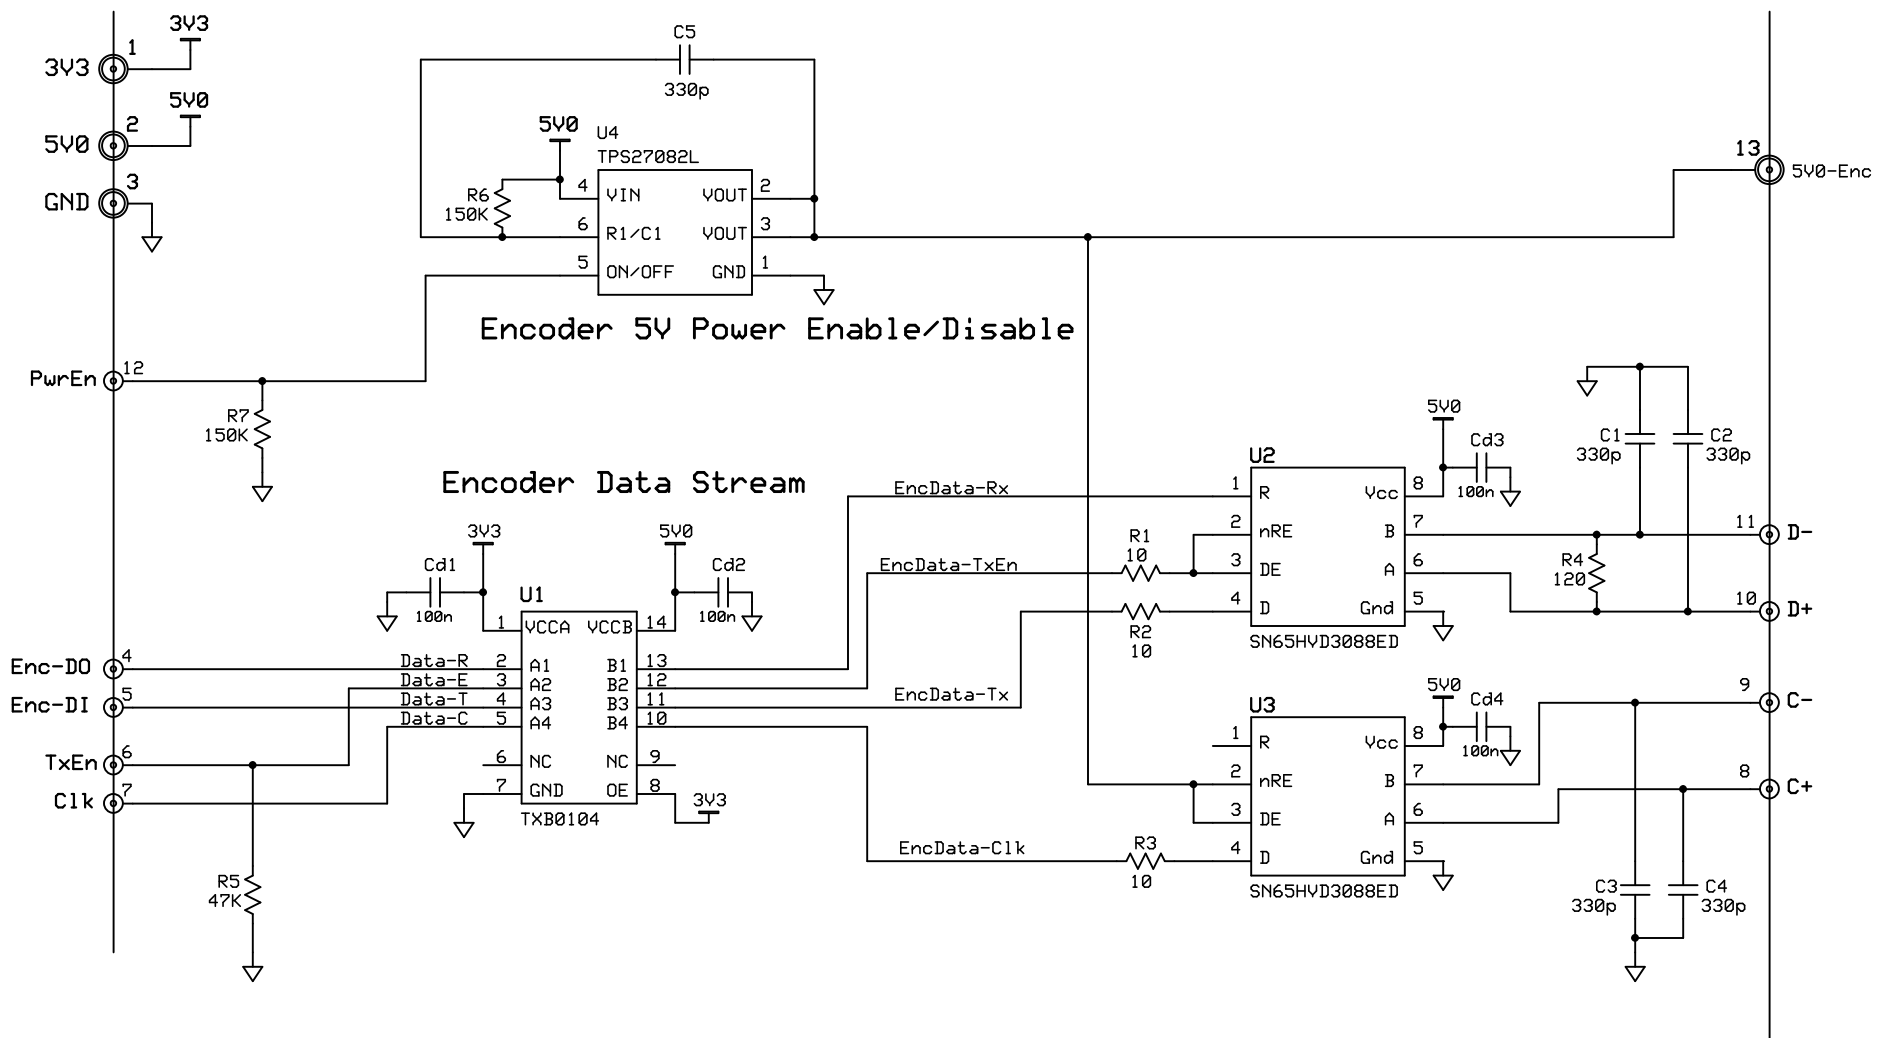 3V3
1
3V3
5V0
2
5V0
3
GND
C5
330p
5V0
U4
TPS27082L
R6
150K
4
VIN
VOUT
2
6
R1/C1
VOUT
3
5
ON/OFF
GND
1
13
5V0-Enc
Encoder 5V Power Enable/Disable
PwrEn
12
R7
150K
Encoder Data Stream
3V3
5V0
Cd1
100n
Cd2
100n
U1
1
VCCA
VCCB
14
Enc-DO
4
Data-R
2
A1
B1
13
Data-E
3
A2
B2
12
Enc-DI
5
Data-T
4
A3
B3
11
Data-C
5
A4
B4
10
TxEn
6
6
NC
NC
9
Clk
7
7
GND
OE
8
3V3
TXB0104
R5
47K
EncData-Rx
EncData-TxEn
EncData-Tx
EncData-Clk
R1
10
R2
10
R3
10
5V0
Cd3
100n
U2
1
R
Vcc
8
2
nRE
B
7
3
DE
A
6
4
D
Gnd
5
SN65HVD3088ED
C1
330p
C2
330p
R4
120
11
D-
10
D+
5V0
Cd4
100n
U3
1
R
Vcc
8
2
nRE
B
7
3
DE
A
6
4
D
Gnd
5
SN65HVD3088ED
9
C-
8
C+
C3
330p
C4
330p